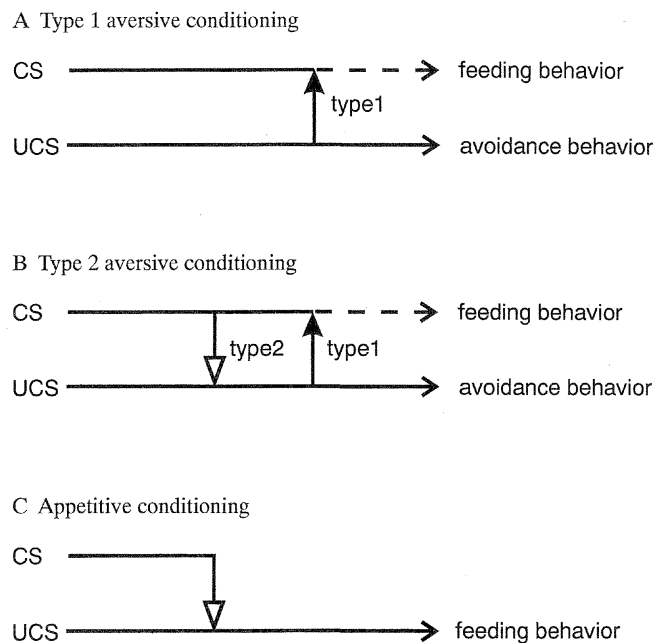 A Type 1 aversive conditioning
CS feeding behavior
type1
UCS avoidance behavior
B Type 2 aversive conditioning
CS feeding behavior
type2 type1
UCS avoidance behavior
C Appetitive conditioning
CS
UCS feeding behavior